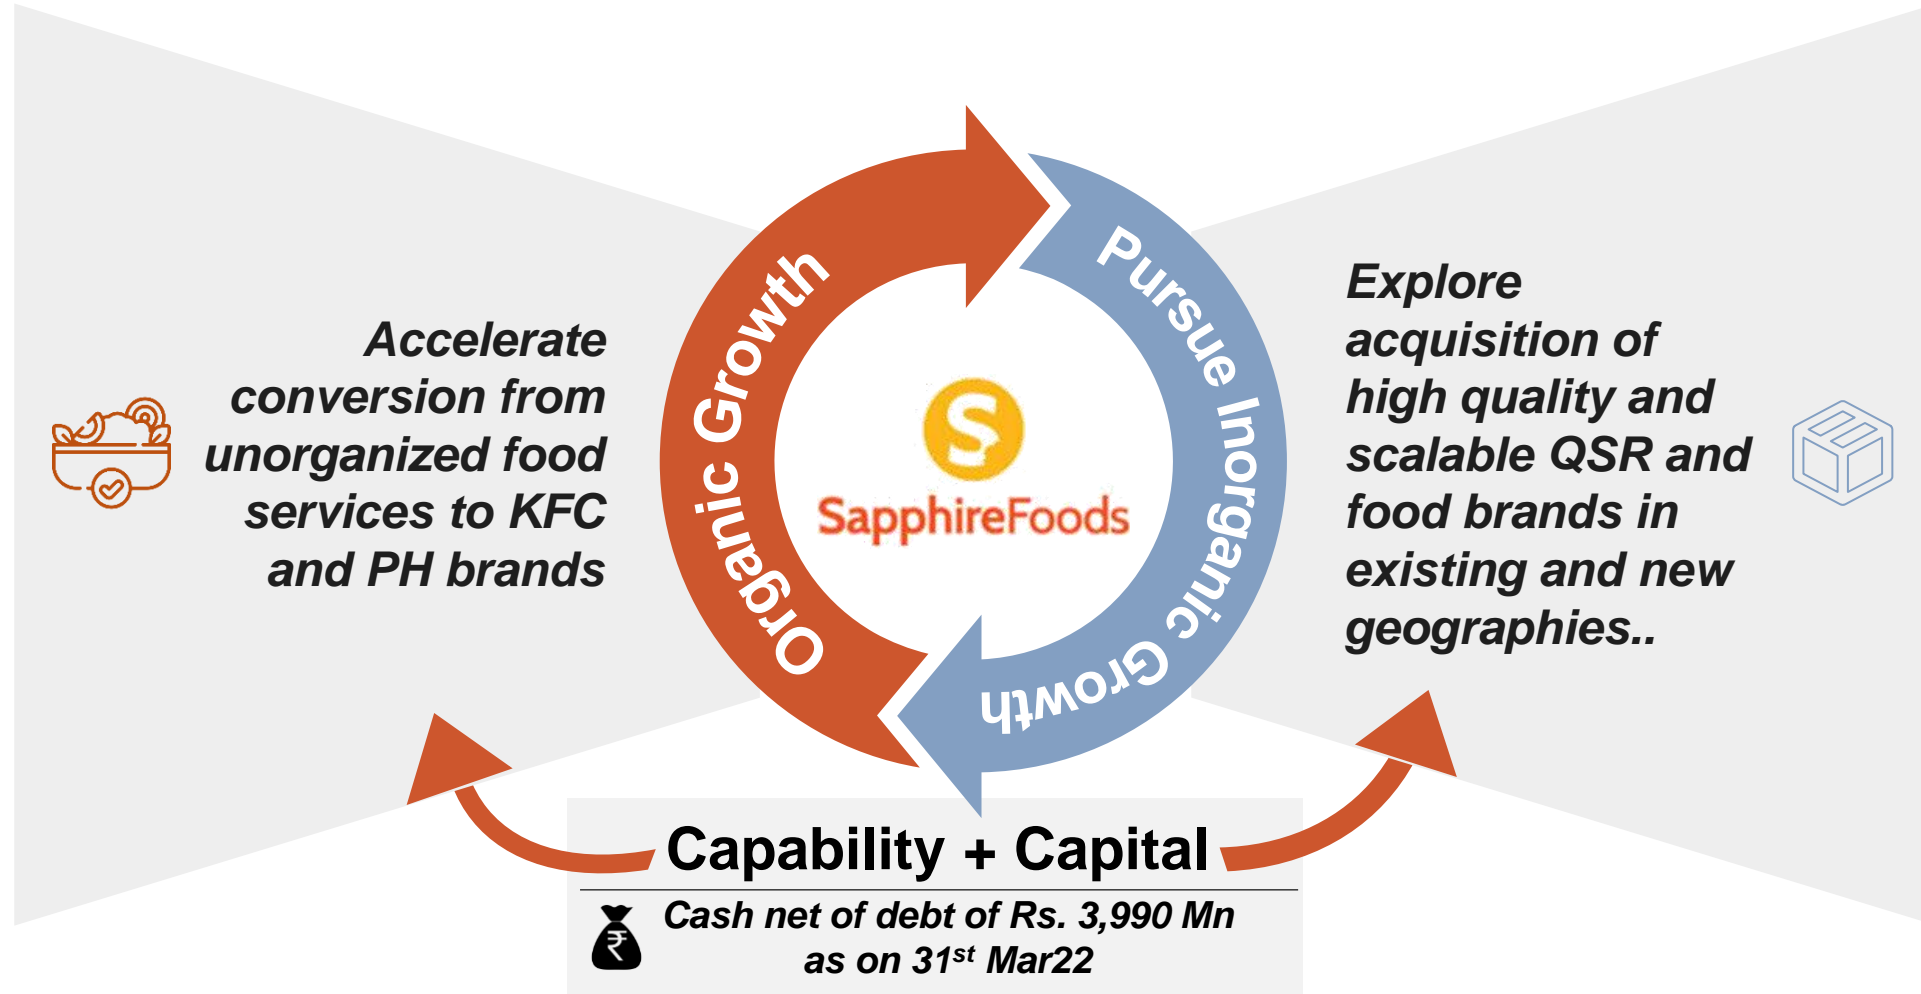 Accelerate
conversion from
unorganized food
services to KFC
and PH brands
Organic Growth
Pursue Inorganic Growth
SapphireFoods
Explore
acquisition of
high quality and
scalable QSR and
food brands in
existing and new
geographies..
Capability + Capital
₹
Cash net of debt of Rs. 3,990 Mn
as on 31st Mar22